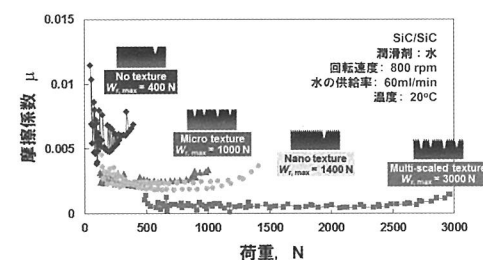 0.015
0.01
0.005
0
摩擦係数 μ
No texture
Wr, max = 400 N
SiC/SiC
潤滑剤:水
回転速度: 800 rpm
水の供給率: 60ml/min
温度: 20°C
Micro texture
Wr, max = 1000 N
Nano texture
Wr, max = 1400 N
Multi-scaled texture
Wr, max = 3000 N
0 500 1000 1500 2000 2500 3000
荷重, N